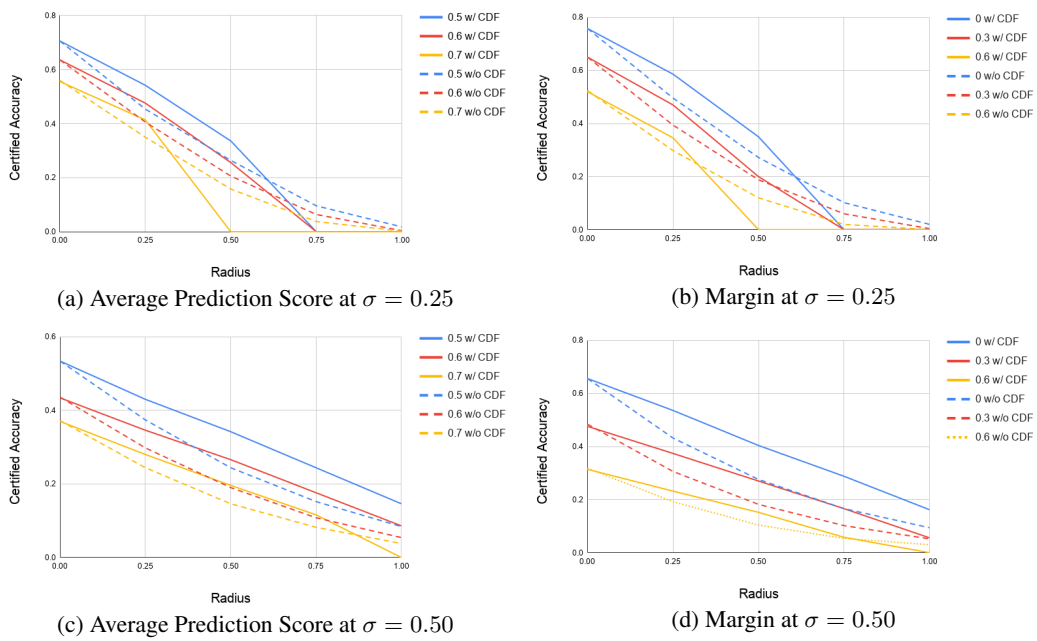 0.8
0.6
0.4
0.2
0.0
0.00
0.25
0.50
0.75
1.00
Certified Accuracy
Radius
0.5 w/ CDF
0.6 w/ CDF
0.7 w/ CDF
0.5 w/o CDF
0.6 w/o CDF
0.7 w/o CDF
(a) Average Prediction Score at σ = 0.25
0.8
0.6
0.4
0.2
0.0
0.00
0.25
0.50
0.75
1.00
Certified Accuracy
Radius
0 w/ CDF
0.3 w/ CDF
0.6 w/ CDF
0 w/o CDF
0.3 w/o CDF
0.6 w/o CDF
(b) Margin at σ = 0.25
0.6
0.4
0.2
0.0
0.00
0.25
0.50
0.75
1.00
Certified Accuracy
Radius
0.5 w/ CDF
0.6 w/ CDF
0.7 w/ CDF
0.5 w/o CDF
0.6 w/o CDF
0.7 w/o CDF
(c) Average Prediction Score at σ = 0.50
0.8
0.6
0.4
0.2
0.0
0.00
0.25
0.50
0.75
1.00
Certified Accuracy
Radius
0 w/ CDF
0.3 w/ CDF
0.6 w/ CDF
0 w/o CDF
0.3 w/o CDF
0.6 w/o CDF
(d) Margin at σ = 0.50